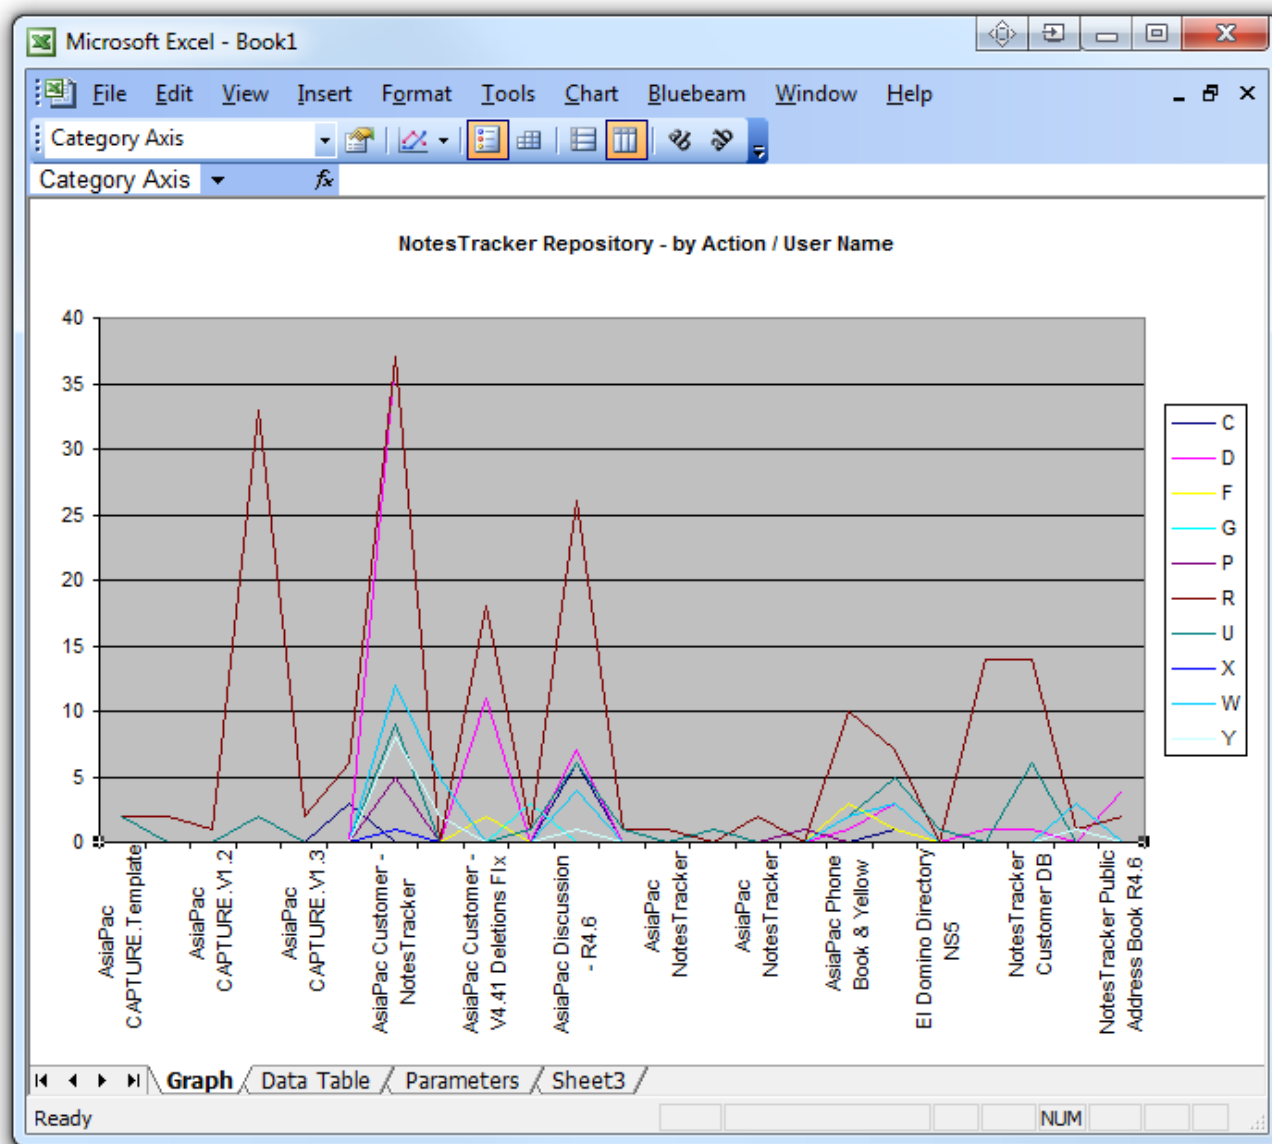 Microsoft Excel - Book1
File Edit View Insert Format Tools Chart Bluebeam Window Help
Category Axis
Category Axis fx
NotesTracker Repository - by Action / User Name
40
35
30
25
20
15
10
5
0
AsiaPac
CAPTURE.Template
AsiaPac
CAPTURE.V1.2
AsiaPac
CAPTURE.V1.3
AsiaPac Customer -
NotesTracker
AsiaPac Customer -
V4.41 Deletions FIx
AsiaPac Discussion
- R4.6
AsiaPac
NotesTracker
AsiaPac
NotesTracker
AsiaPac Phone
Book & Yellow
EI Domino Directory
NS5
NotesTracker
Customer DB
NotesTracker Public
Address Book R4.6
C
D
F
G
P
R
U
X
W
Y
Graph Data Table Parameters Sheet3
Ready NUM